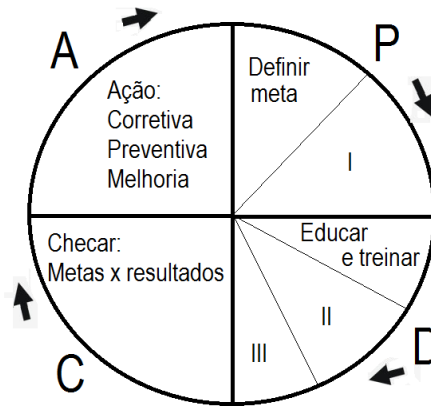 A
P
Definir
meta
Ação:
Corretiva
Preventiva
Melhoria
I
Checar:
Metas x resultados
Educar
e treinar
II
III
D
C